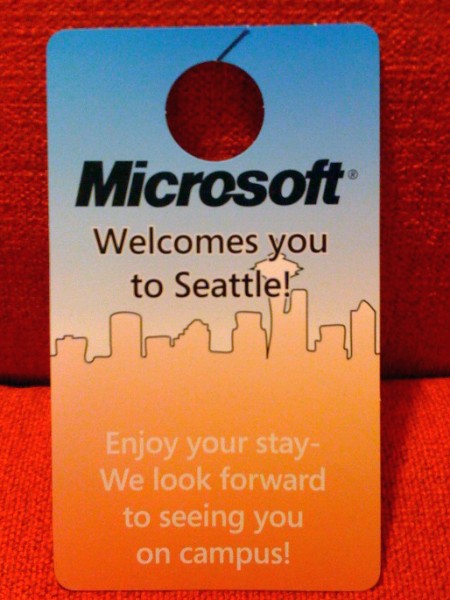 Microsoft®
Welcomes you
to Seattle!
Enjoy your stay-
We look forward
to seeing you
on campus!